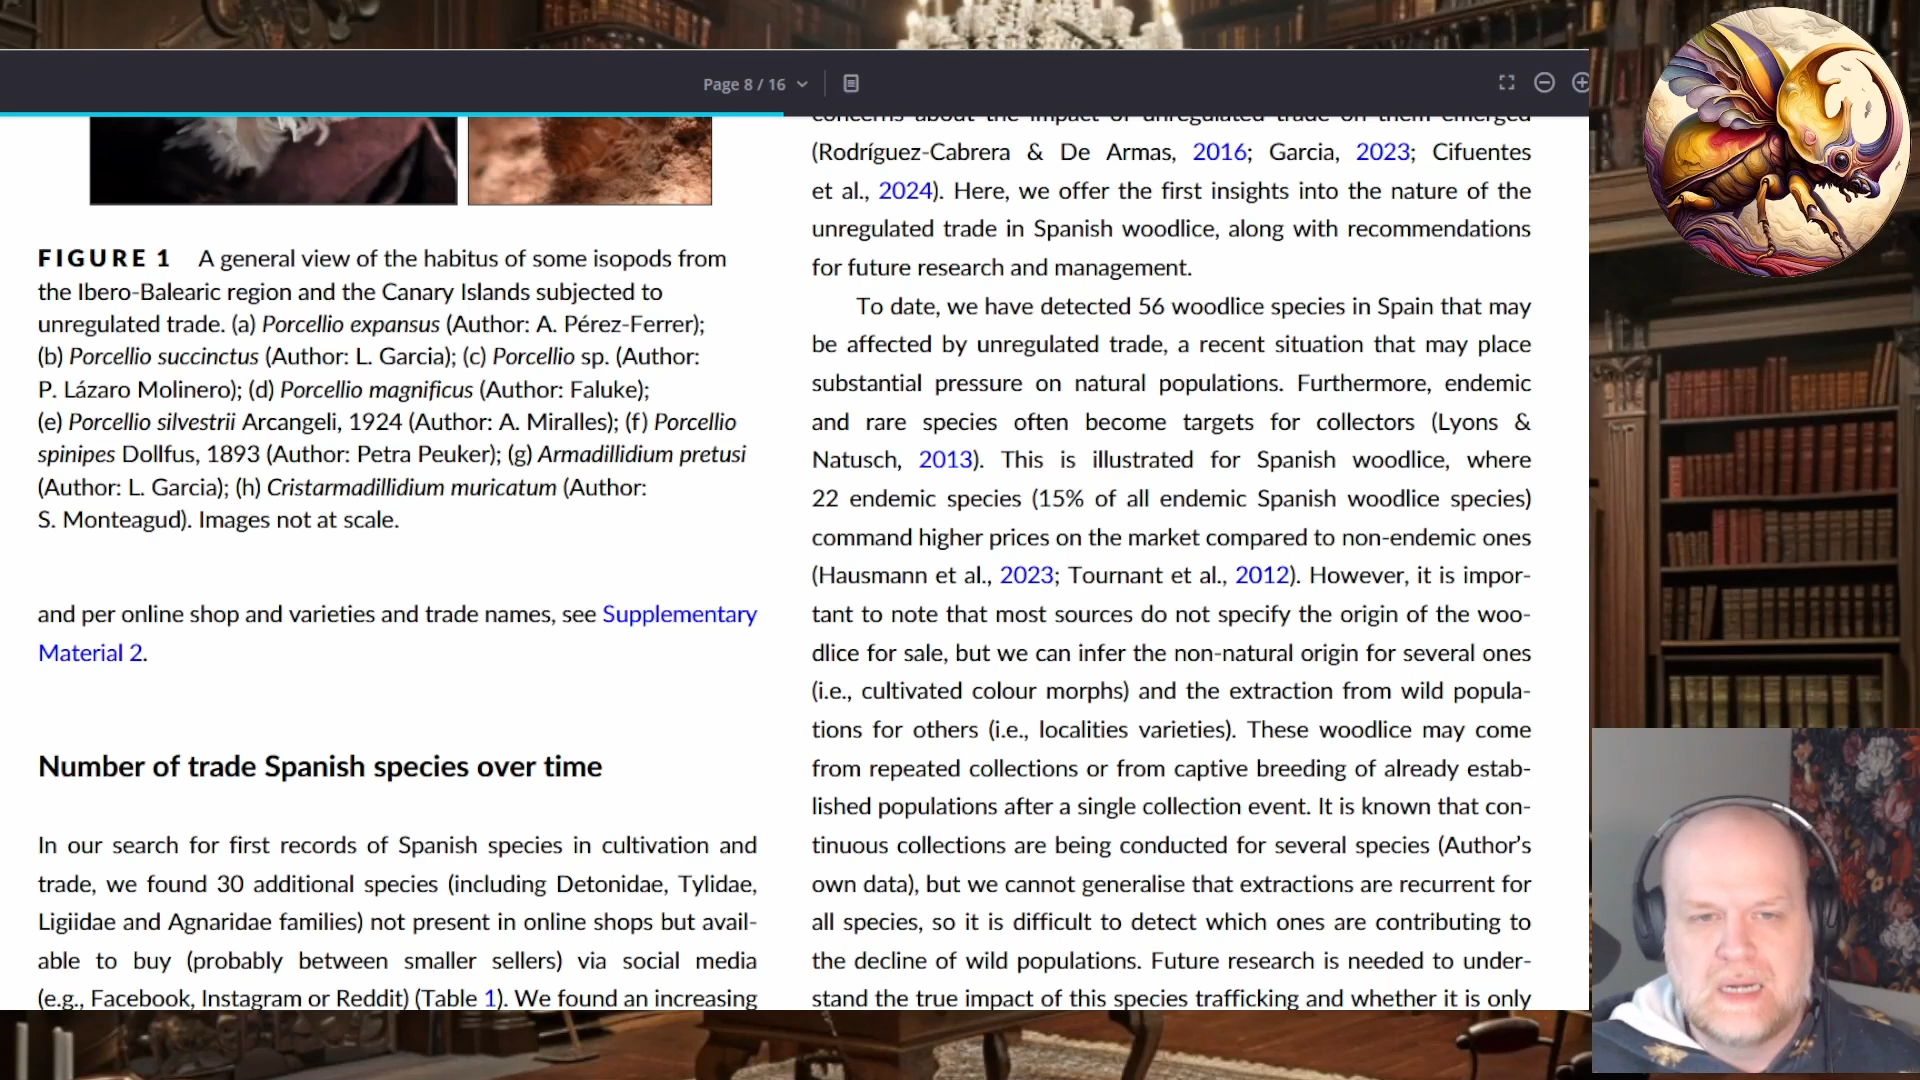 Page 8 / 16
FIGURE 1 A general view of the habitus of some isopods from
the Ibero-Balearic region and the Canary Islands subjected to
unregulated trade. (a) Porcellio expansus (Author: A. Pérez-Ferrer);
(b) Porcellio succinctus (Author: L. Garcia); (c) Porcellio sp. (Author:
P. Lázaro Molinero); (d) Porcellio magnificus (Author: Faluke);
(e) Porcellio silvestrii Arcangeli, 1924 (Author: A. Miralles); (f) Porcellio
spinipes Dollfus, 1893 (Author: Petra Peuker); (g) Armadillidium pretusi
(Author: L. Garcia); (h) Cristarmadillidium muricatum (Author:
S. Monteagud). Images not at scale.
and per online shop and varieties and trade names, see Supplementary
Material 2.
Number of trade Spanish species over time
In our search for first records of Spanish species in cultivation and
trade, we found 30 additional species (including Detonidae, Tylidae,
Ligiidae and Agnaridae families) not present in online shops but avail-
able to buy (probably between smaller sellers) via social media
(e.g., Facebook, Instagram or Reddit) (Table 1). We found an increasing
concerns about the impact of unregulated trade on them emerged
(Rodríguez-Cabrera & De Armas, 2016; Garcia, 2023; Cifuentes
et al., 2024). Here, we offer the first insights into the nature of the
unregulated trade in Spanish woodlice, along with recommendations
for future research and management.
To date, we have detected 56 woodlice species in Spain that may
be affected by unregulated trade, a recent situation that may place
substantial pressure on natural populations. Furthermore, endemic
and rare species often become targets for collectors (Lyons &
Natusch, 2013). This is illustrated for Spanish woodlice, where
22 endemic species (15% of all endemic Spanish woodlice species)
command higher prices on the market compared to non-endemic ones
(Hausmann et al., 2023; Tournant et al., 2012). However, it is impor-
tant to note that most sources do not specify the origin of the woo-
dlice for sale, but we can infer the non-natural origin for several ones
(i.e., cultivated colour morphs) and the extraction from wild popula-
tions for others (i.e., localities varieties). These woodlice may come
from repeated collections or from captive breeding of already estab-
lished populations after a single collection event. It is known that con-
tinuous collections are being conducted for several species (Author's
own data), but we cannot generalise that extractions are recurrent for
all species, so it is difficult to detect which ones are contributing to
the decline of wild populations. Future research is needed to under-
stand the true impact of this species trafficking and whether it is only